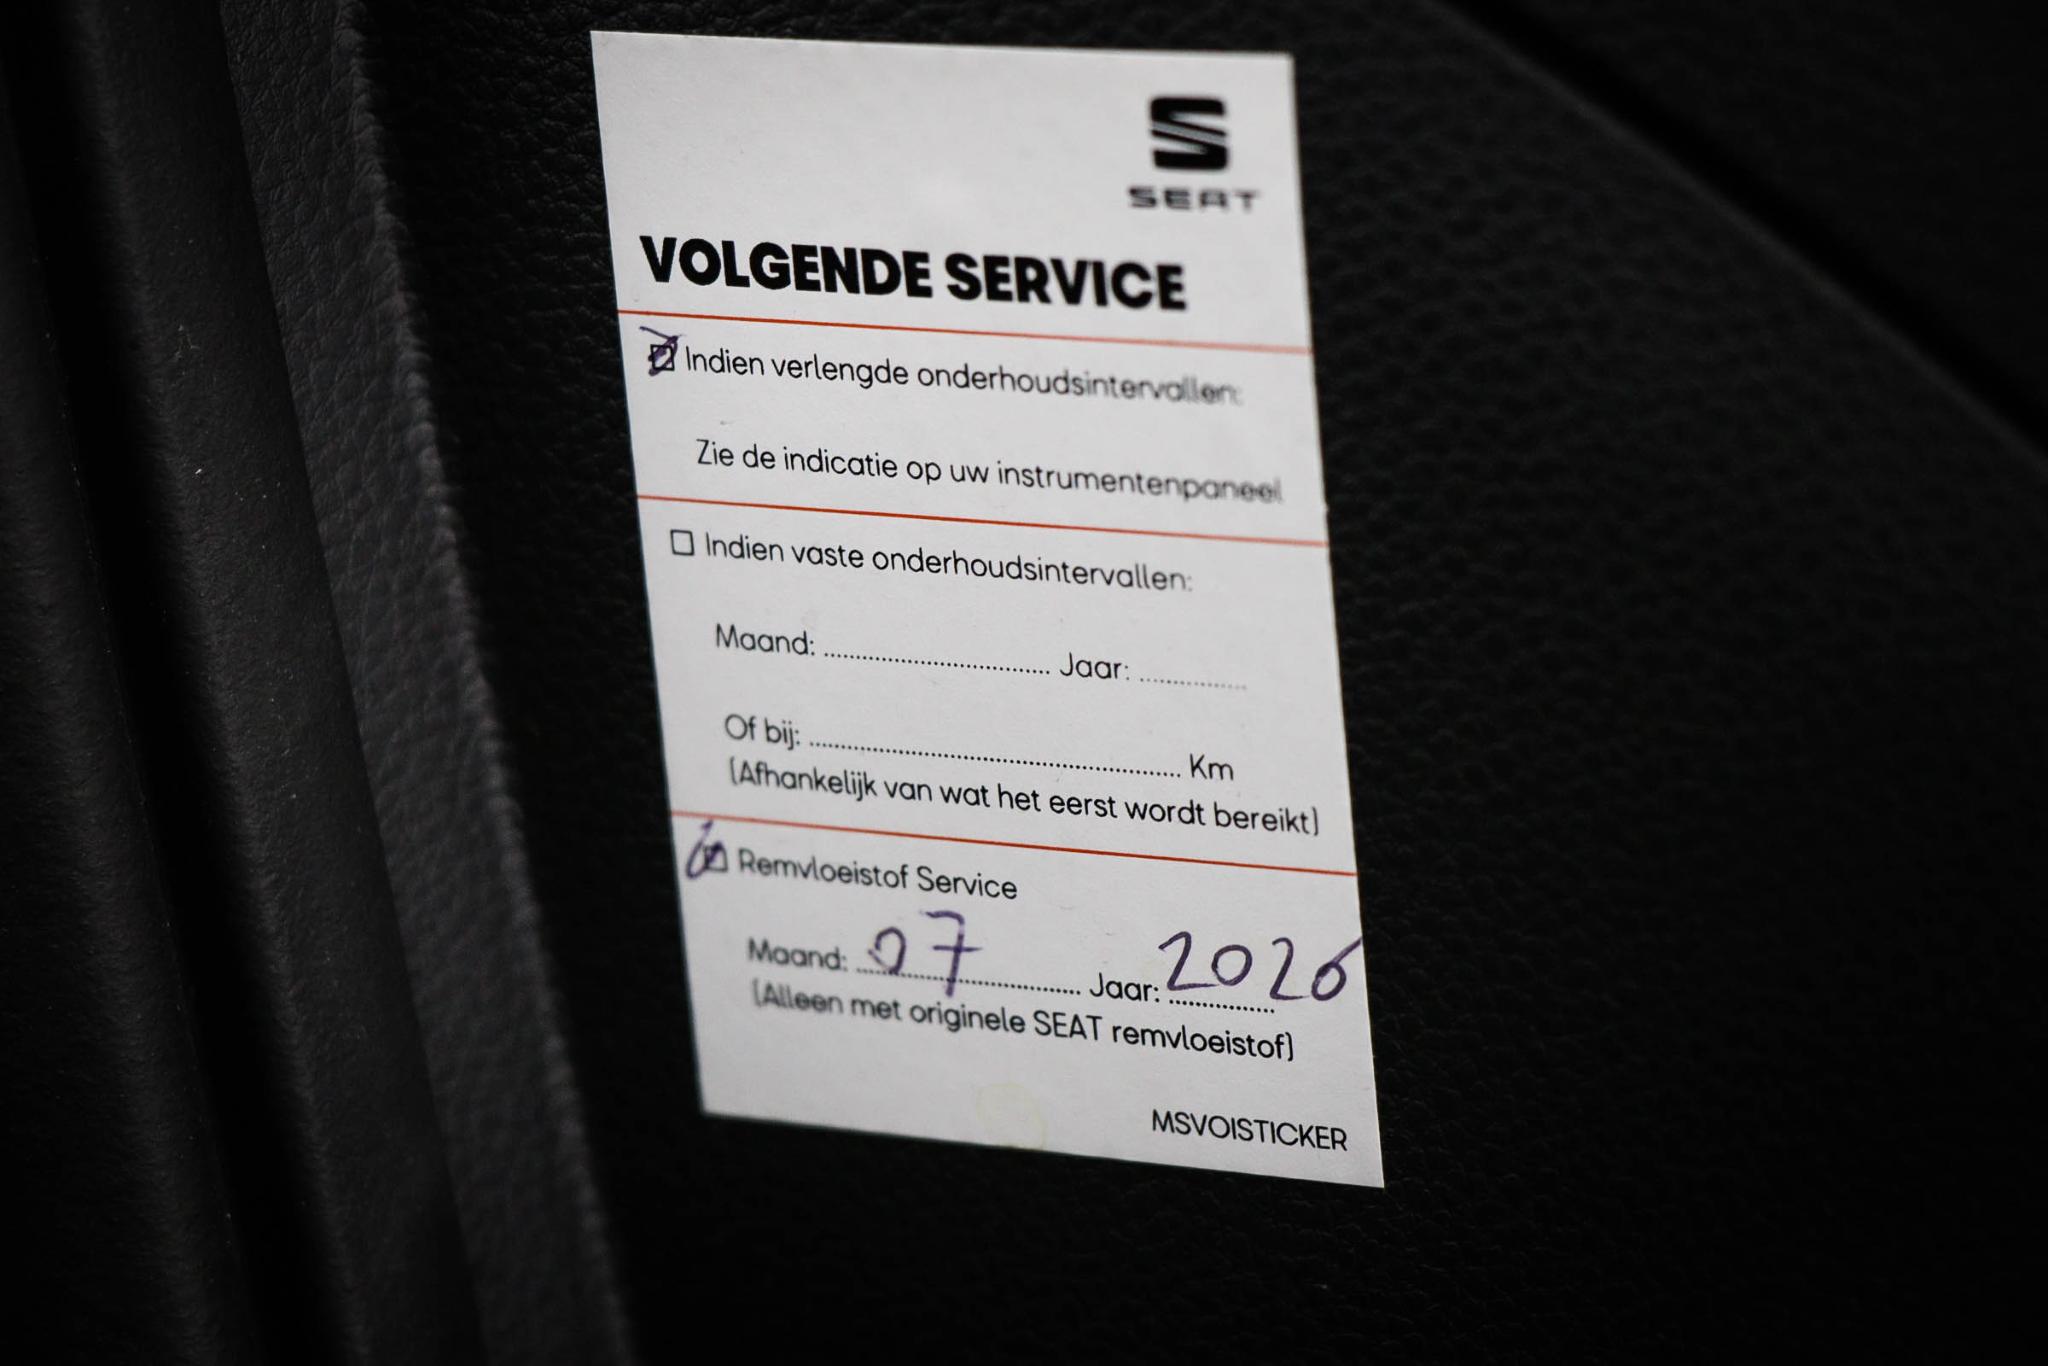 SEAT
VOLGENDE SERVICE
☑ Indien verlengde onderhoudsintervallen:
Zie de indicatie op uw instrumentenpaneel
☐ Indien vaste onderhoudsintervallen:
Maand: .................... Jaar: ..............
Of bij: .................... Km
(Afhankelijk van wat het eerst wordt bereikt)
☑ Remvloeistof Service
Maand: 07 Jaar: 2026
(Alleen met originele SEAT remvloeistof)
MSVOISTICKER